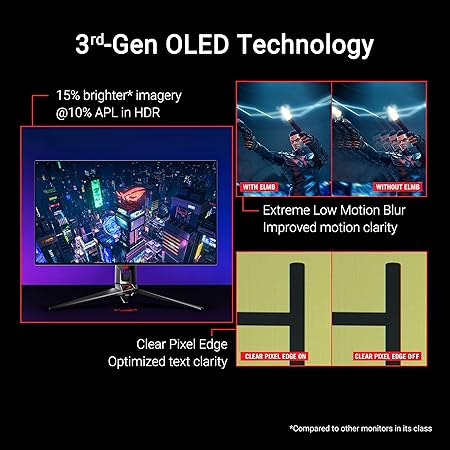 3rd-Gen OLED Technology
15% brighter* imagery
@10% APL in HDR
WITH ELMB
WITHOUT ELMB
Extreme Low Motion Blur
Improved motion clarity
Clear Pixel Edge
Optimized text clarity
CLEAR PIXEL EDGE ON
CLEAR PIXEL EDGE OFF
*Compared to other monitors in its class